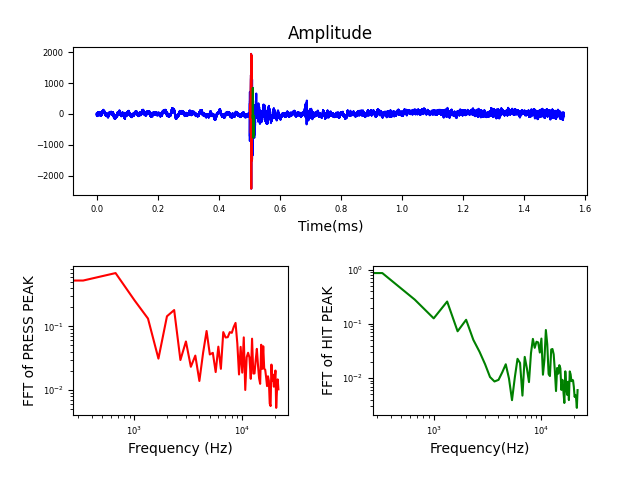 Amplitude
2000
1000
0
−1000
−2000
0.0 0.2 0.4 0.6 0.8 1.0 1.2 1.4 1.6
Time(ms)
FFT of PRESS PEAK
10⁻¹
10⁻²
10³ 10⁴
Frequency (Hz)
FFT of HIT PEAK
10⁰
10⁻¹
10⁻²
10³ 10⁴
Frequency(Hz)